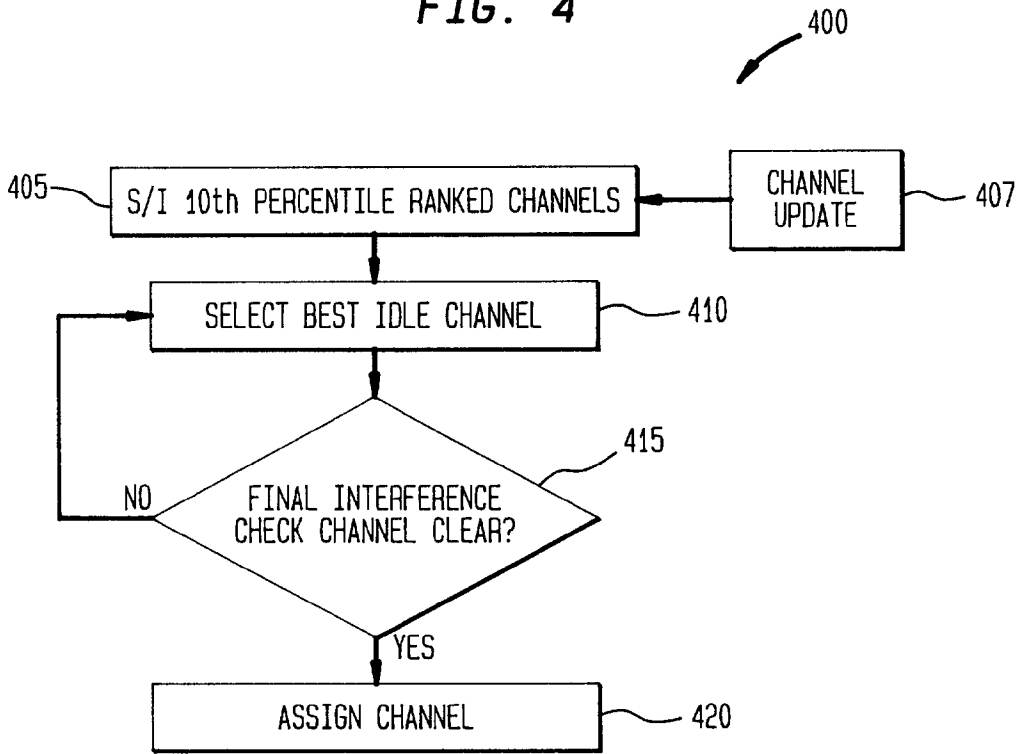 FIG. 4
400
405
S/I 10th PERCENTILE RANKED CHANNELS
CHANNEL
UPDATE
407
SELECT BEST IDLE CHANNEL
410
415
NO
FINAL INTERFERENCE
CHECK CHANNEL CLEAR?
YES
ASSIGN CHANNEL
420